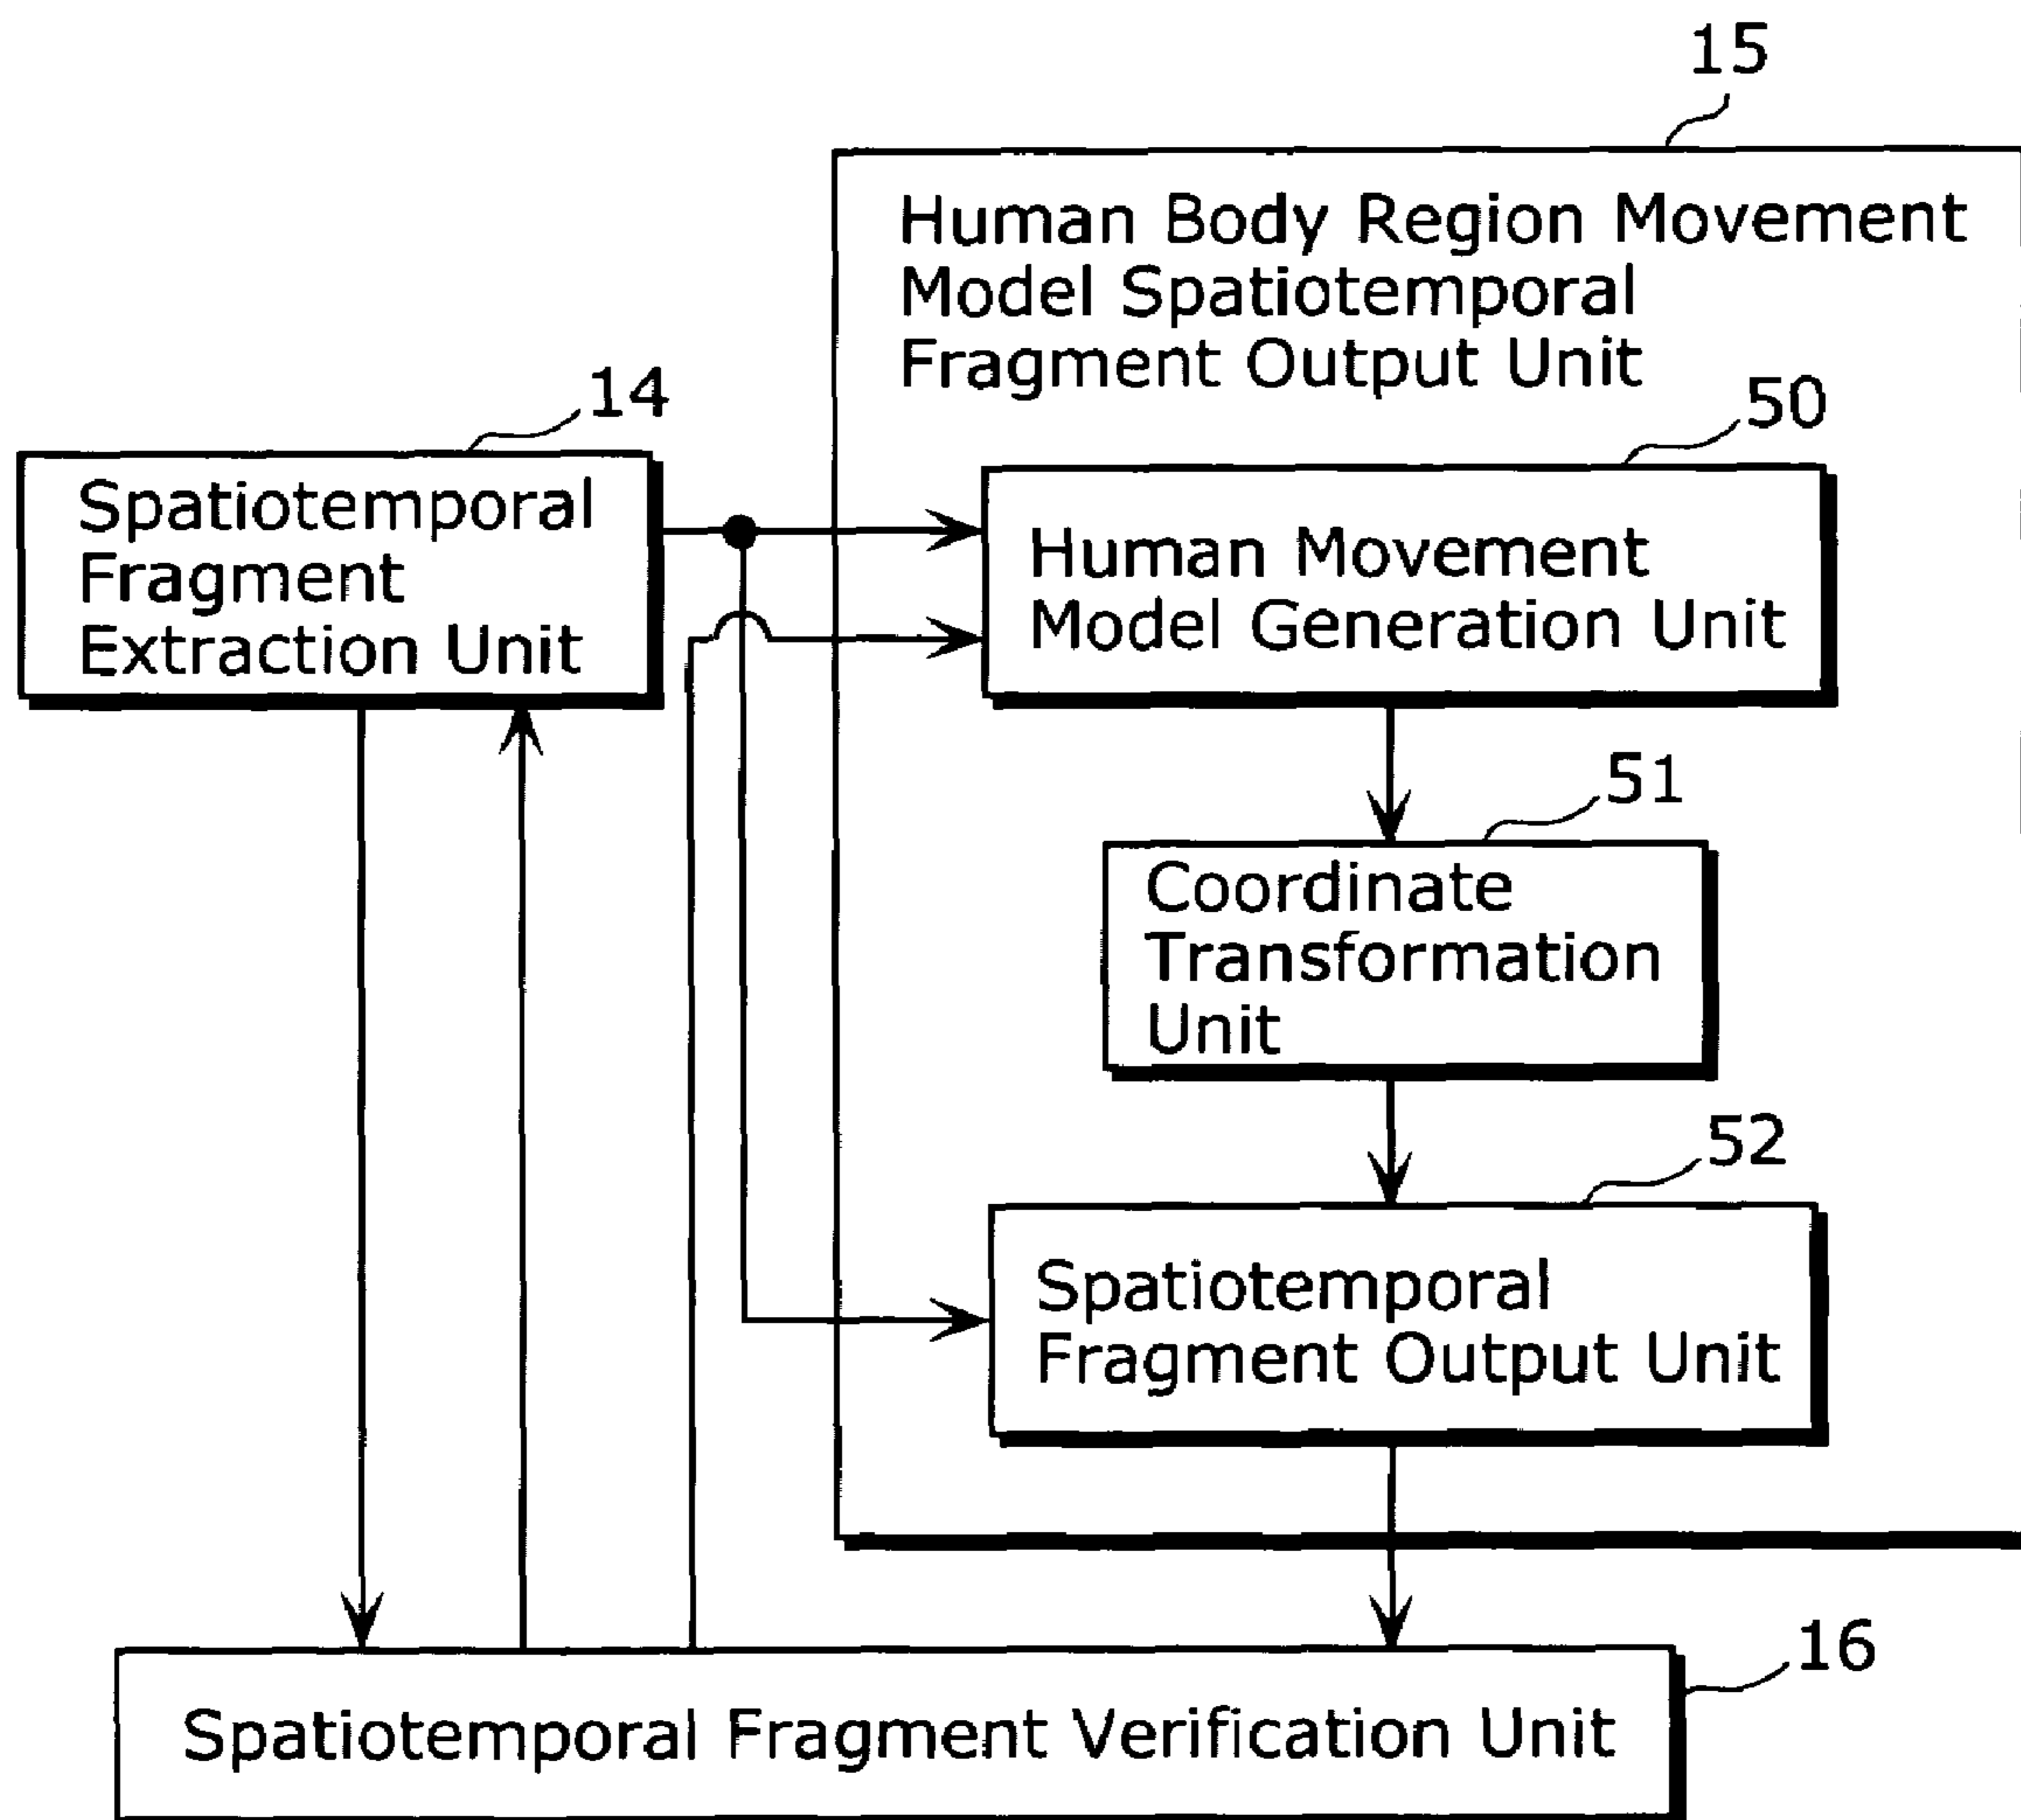 15
Human Body Region Movement
Model Spatiotemporal
Fragment Output Unit
14
Spatiotemporal
Fragment
Extraction Unit
50
Human Movement
Model Generation Unit
51
Coordinate
Transformation
Unit
52
Spatiotemporal
Fragment Output Unit
16
Spatiotemporal Fragment Verification Unit